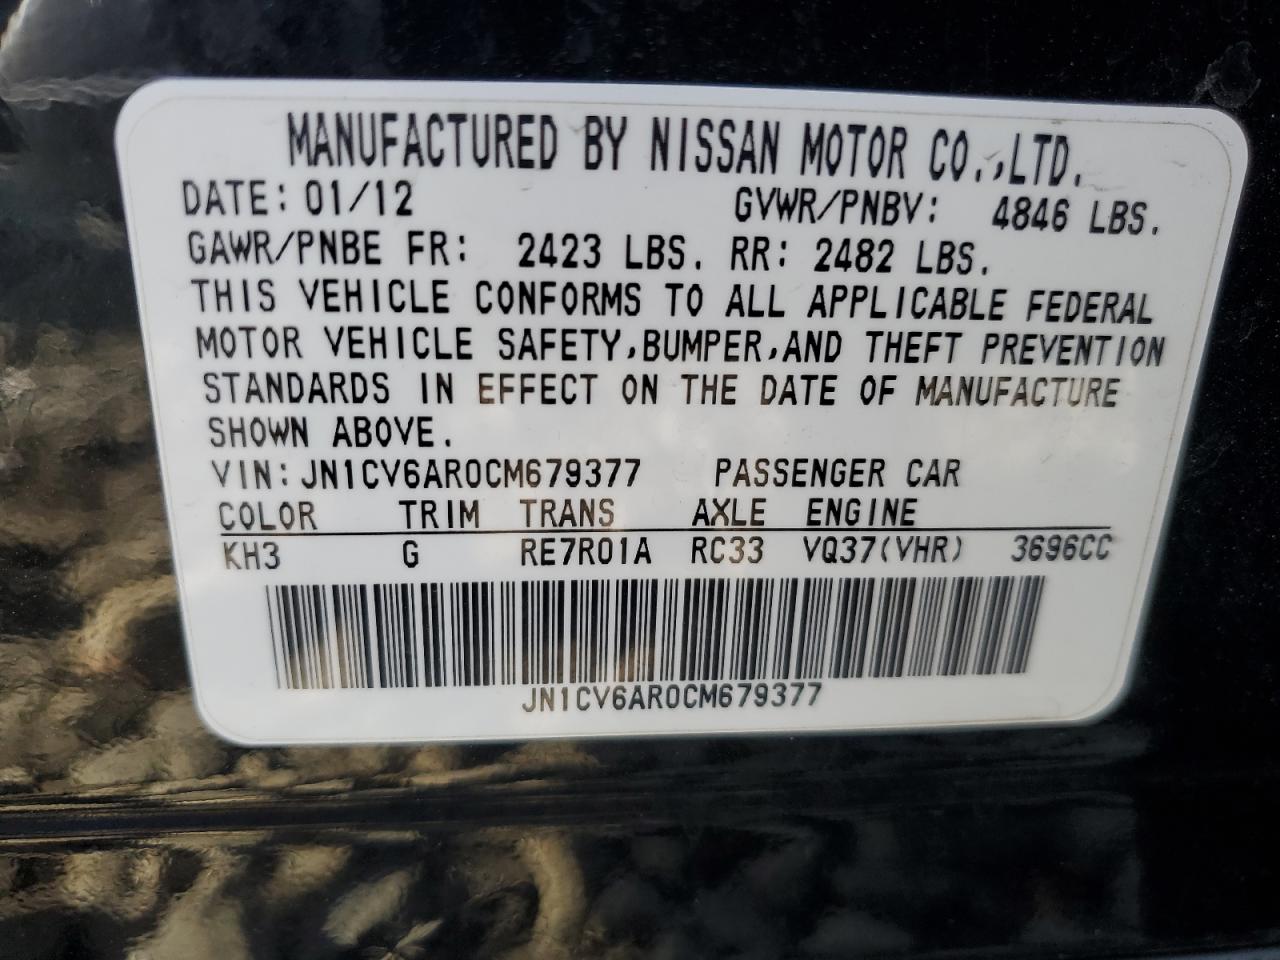 MANUFACTURED BY NISSAN MOTOR CO.,LTD.
DATE: 01/12 GVWR/PNBV: 4846 LBS.
GAWR/PNBE FR: 2423 LBS. RR: 2482 LBS.
THIS VEHICLE CONFORMS TO ALL APPLICABLE FEDERAL
MOTOR VEHICLE SAFETY,BUMPER,AND THEFT PREVENTION
STANDARDS IN EFFECT ON THE DATE OF MANUFACTURE
SHOWN ABOVE.
VIN:JN1CV6AR0CM679377 PASSENGER CAR
COLOR TRIM TRANS AXLE ENGINE
KH3 G RE7R01A RC33 VQ37(VHR) 3696CC
JN1CV6AR0CM679377